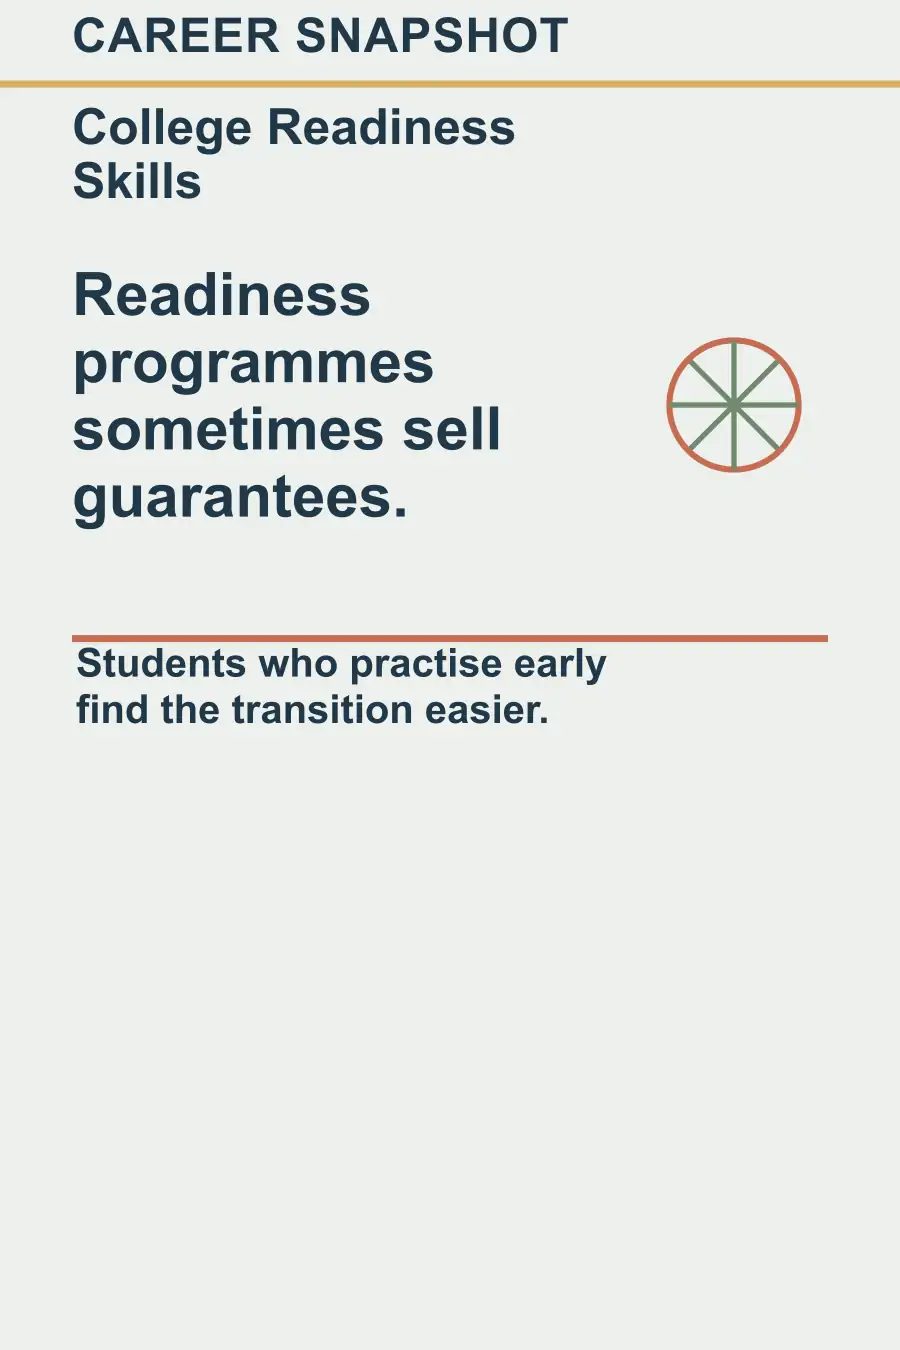 CAREER SNAPSHOT
College Readiness
Skills
Readiness
programmes
sometimes sell
guarantees.
Students who practise early
find the transition easier.